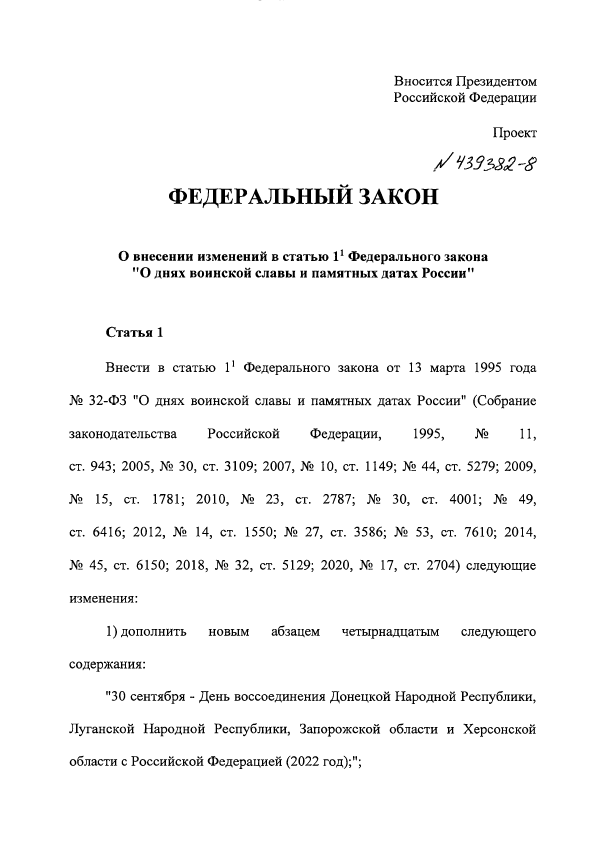 Вносится Президентом
Российской Федерации
Проект
№ 439382-8
ФЕДЕРАЛЬНЫЙ ЗАКОН
О внесении изменений в статью 1¹ Федерального закона
"О днях воинской славы и памятных датах России"
Статья 1
Внести в статью 1¹ Федерального закона от 13 марта 1995 года
№ 32-ФЗ "О днях воинской славы и памятных датах России" (Собрание
законодательства Российской Федерации, 1995, № 11,
ст. 943; 2005, № 30, ст. 3109; 2007, № 10, ст. 1149; № 44, ст. 5279; 2009,
№ 15, ст. 1781; 2010, № 23, ст. 2787; № 30, ст. 4001; № 49,
ст. 6416; 2012, № 14, ст. 1550; № 27, ст. 3586; № 53, ст. 7610; 2014,
№ 45, ст. 6150; 2018, № 32, ст. 5129; 2020, № 17, ст. 2704) следующие
изменения:
1) дополнить новым абзацем четырнадцатым следующего
содержания:
"30 сентября - День воссоединения Донецкой Народной Республики,
Луганской Народной Республики, Запорожской области и Херсонской
области с Российской Федерацией (2022 год);";